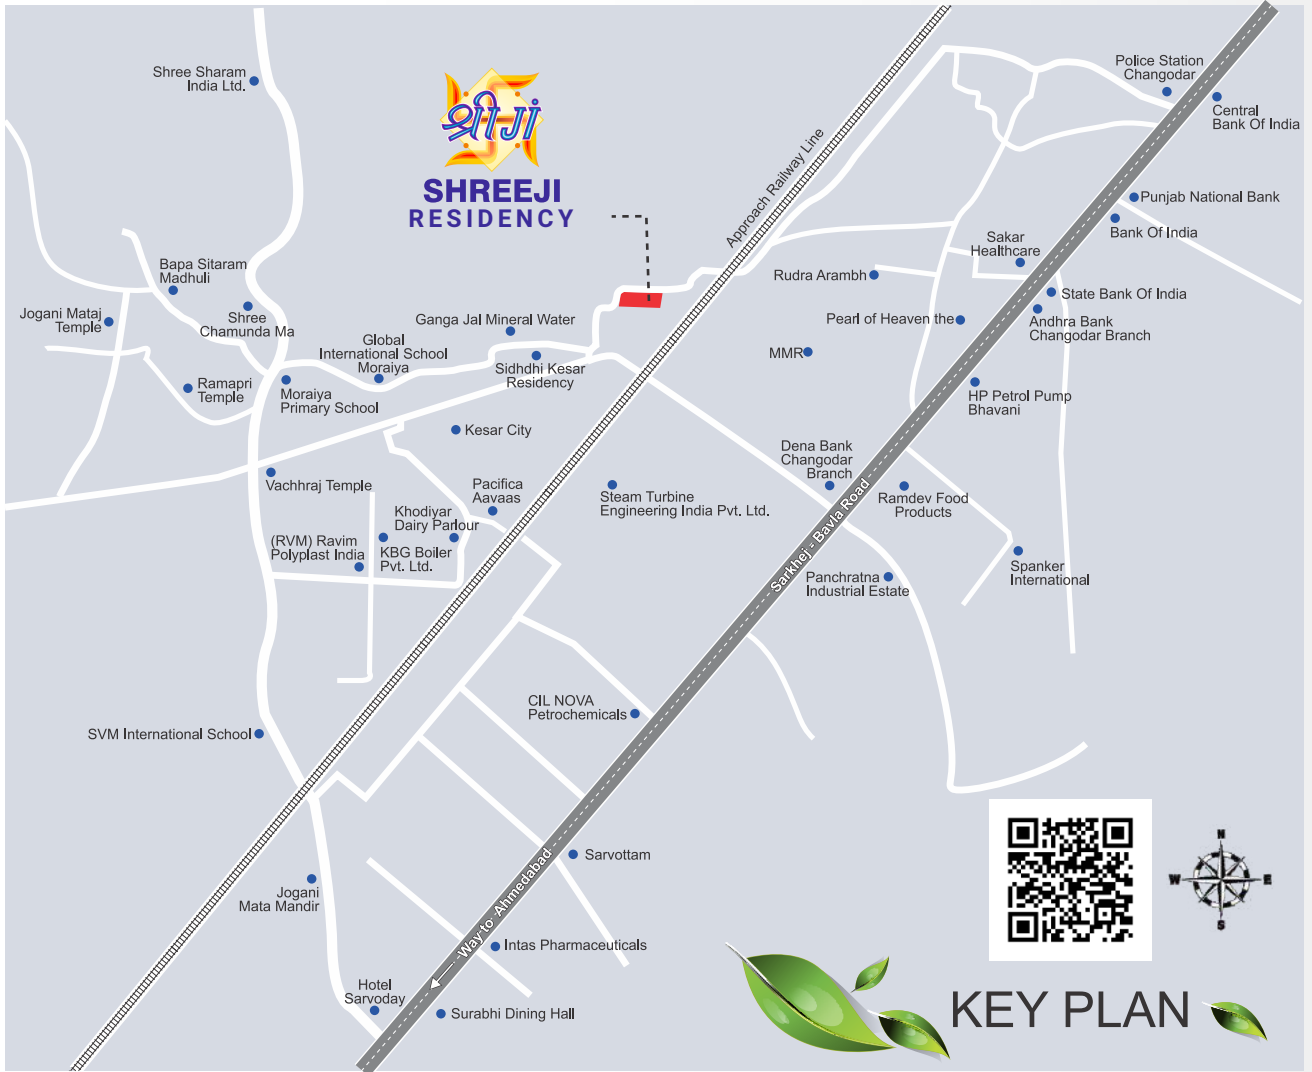 Shree Sharam
India Ltd.
श्रीजी
SHREEJI
RESIDENCY
Approach Railway Line
Police Station
Changodar
Central
Bank Of India
Punjab National Bank
Bank Of India
Sakar
Healthcare
Rudra Arambh
State Bank Of India
Pearl of Heaven the
Andhra Bank
Changodar Branch
MMR
HP Petrol Pump
Bhavani
Bapa Sitaram
Madhuli
Jogani Mataj
Temple
Shree
Chamunda Ma
Ganga Jal Mineral Water
Global
International School
Moraiya
Sidhdhi Kesar
Residency
Ramapri
Temple
Moraiya
Primary School
Kesar City
Dena Bank
Changodar
Branch
Vachhraj Temple
Pacifica
Aavaas
Steam Turbine
Engineering India Pvt. Ltd.
Ramdev Food
Products
Khodiyar
Dairy Parlour
(RVM) Ravim
Polyplast India
KBG Boiler
Pvt. Ltd.
Sarkhej - Bavla Road
Panchratna
Industrial Estate
Spanker
International
CIL NOVA
Petrochemicals
SVM International School
Sarvottam
Jogani
Mata Mandir
Way to Ahmedabad
Intas Pharmaceuticals
Hotel
Sarvoday
Surabhi Dining Hall
N
W E
S
KEY PLAN